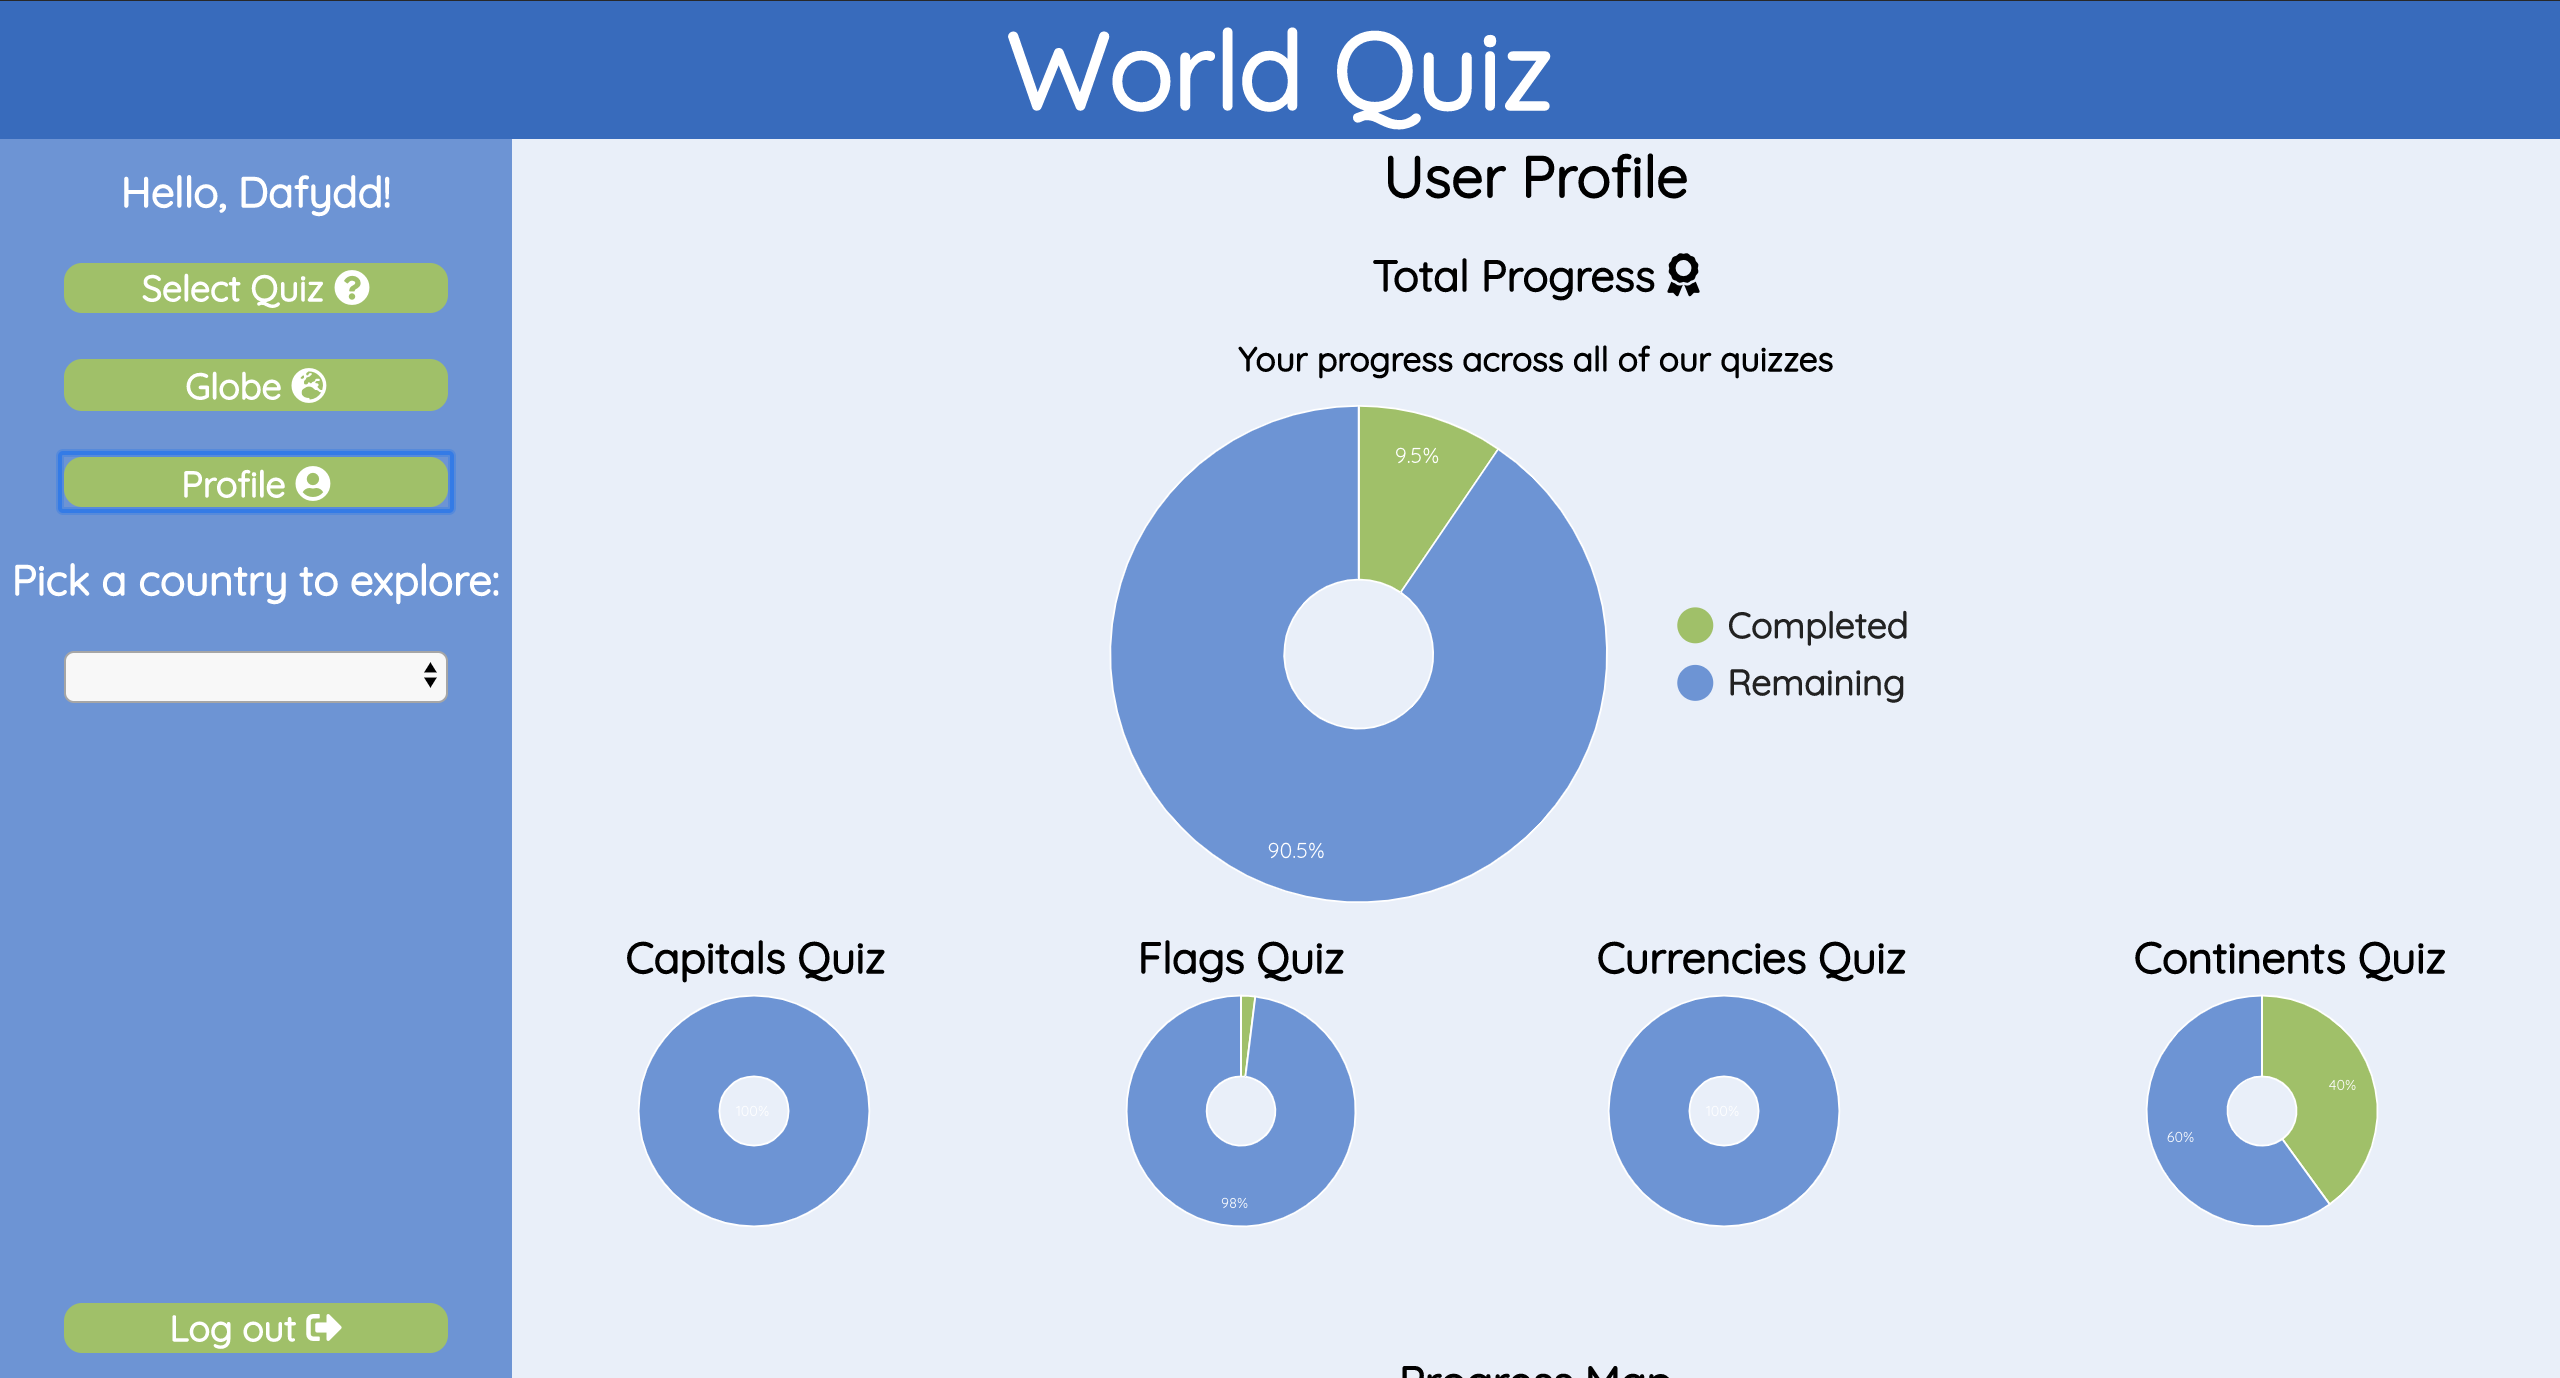 World Quiz
Hello, Dafydd!
Select Quiz
Globe
Profile
Pick a country to explore:
Log out
User Profile
Total Progress
Your progress across all of our quizzes
9.5%
90.5%
Completed
Remaining
Capitals Quiz
100%
Flags Quiz
98%
Currencies Quiz
100%
Continents Quiz
40%
60%
Progress Map